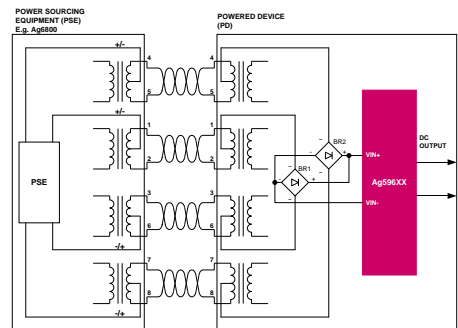 POWER SOURCING
EQUIPMENT (PSE)
E.g. Ag6800
POWERED DEVICE
(PD)
+/-
4 4
5 5
+/-
1 1
2 2
BR2
BR1
PSE
VIN+
Ag596XX
VIN-
DC
OUTPUT
3 3
6 6
-/+
7 7
8 8
-/+